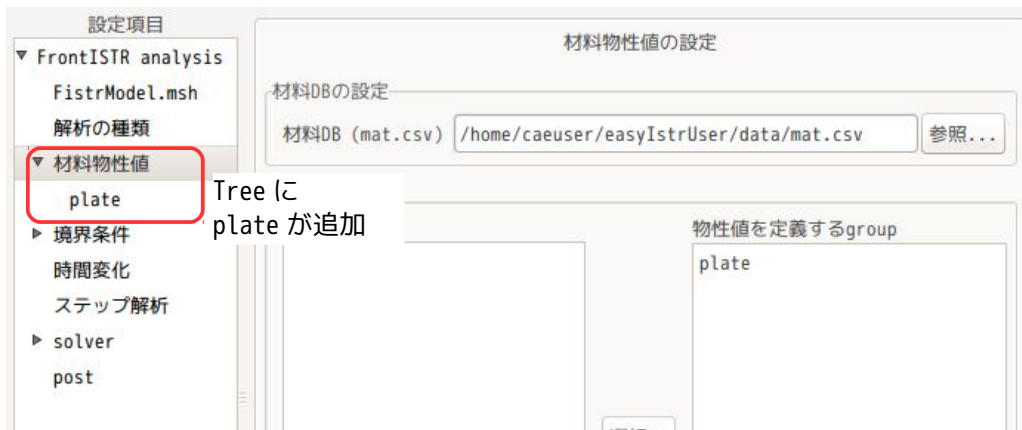 設定項目
▼ FrontISTR analysis
FistrModel.msh
解析の種類
▼ 材料物性値
plate
▶ 境界条件
時間変化
ステップ解析
▶ solver
post
Tree に
plate が追加
材料物性値の設定
材料DBの設定
材料DB (mat.csv) /home/caeuser/easyIstrUser/data/mat.csv 参照...
物性値を定義するgroup
plate